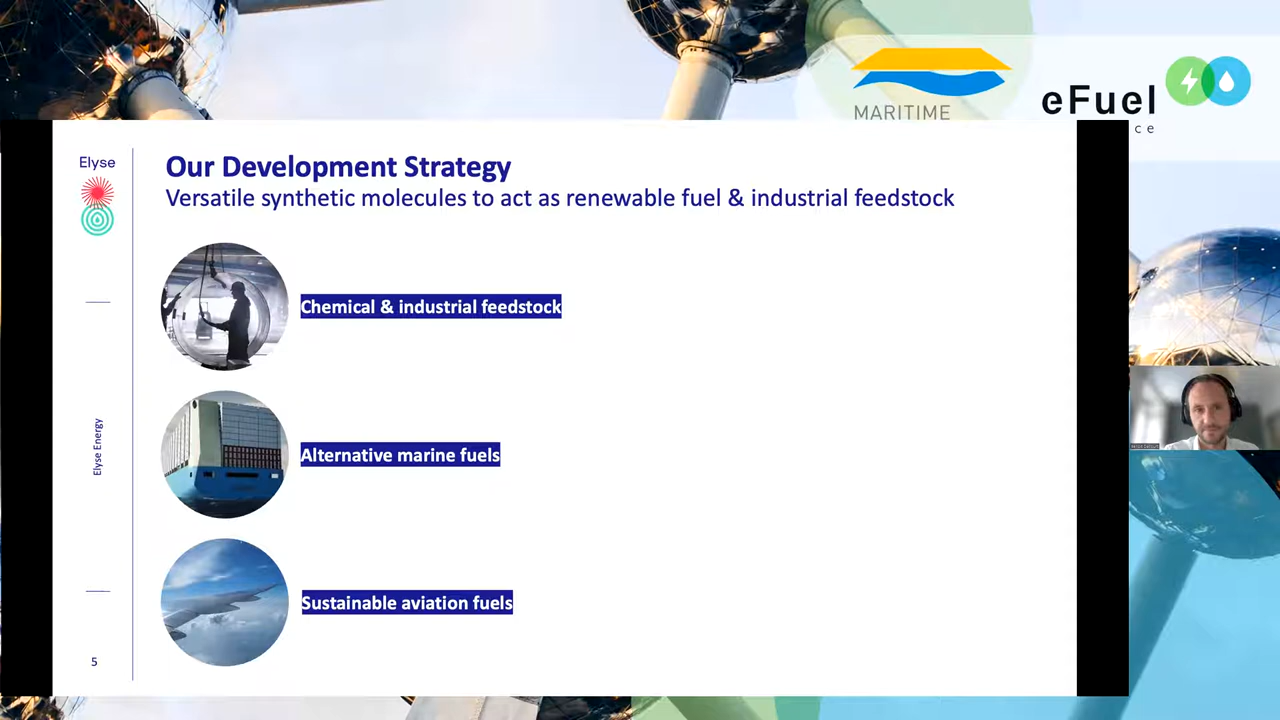 MARITIME
eFuel
ce
Elyse
Our Development Strategy
Versatile synthetic molecules to act as renewable fuel & industrial feedstock
Chemical & industrial feedstock
Alternative marine fuels
Sustainable aviation fuels
Elyse Energy
5